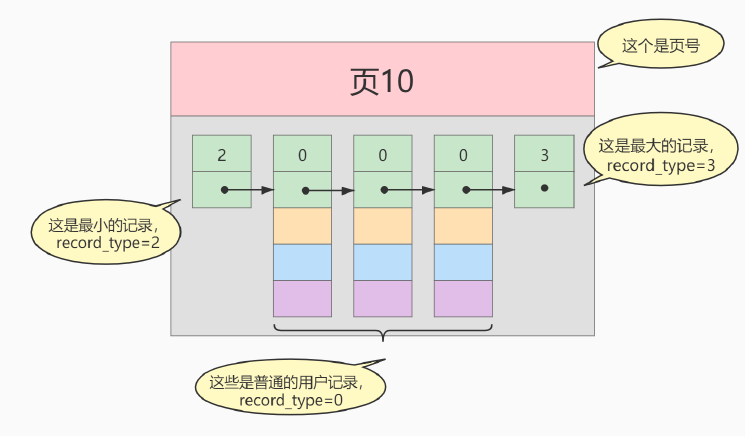 这个是页号
页10
2
0
0
0
3
这是最大的记录，
record_type=3
这是最小的记录，
record_type=2
这些是普通的用户记录，
record_type=0